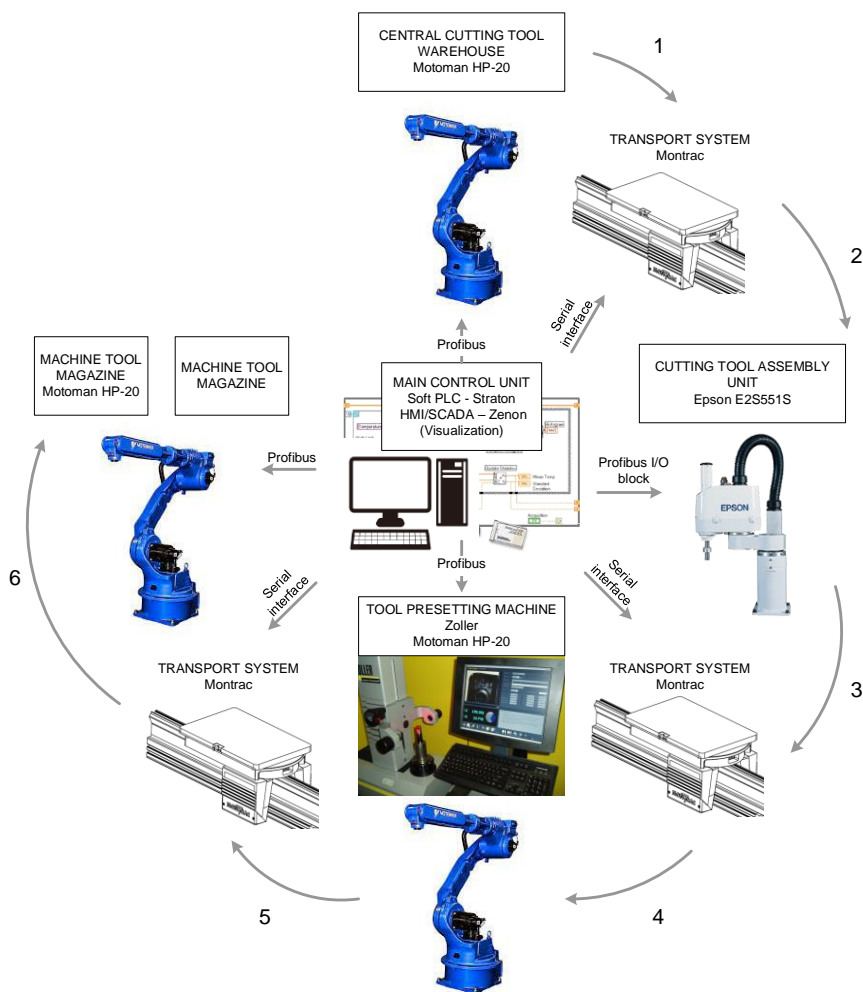 CENTRAL CUTTING TOOL
WAREHOUSE
Motoman HP-20
1
TRANSPORT SYSTEM
Montrac
2
Serial
interface
Profibus
MACHINE TOOL
MAGAZINE
Motoman HP-20
MACHINE TOOL
MAGAZINE
MAIN CONTROL UNIT
Soft PLC - Straton
HMI/SCADA – Zenon
(Visualization)
CUTTING TOOL ASSEMBLY
UNIT
Epson E2S551S
Profibus
Profibus I/O
block
EPSON
Profibus
6
Serial
interface
Serial
interface
TOOL PRESETTING MACHINE
Zoller
Motoman HP-20
TRANSPORT SYSTEM
Montrac
TRANSPORT SYSTEM
Montrac
3
5
4